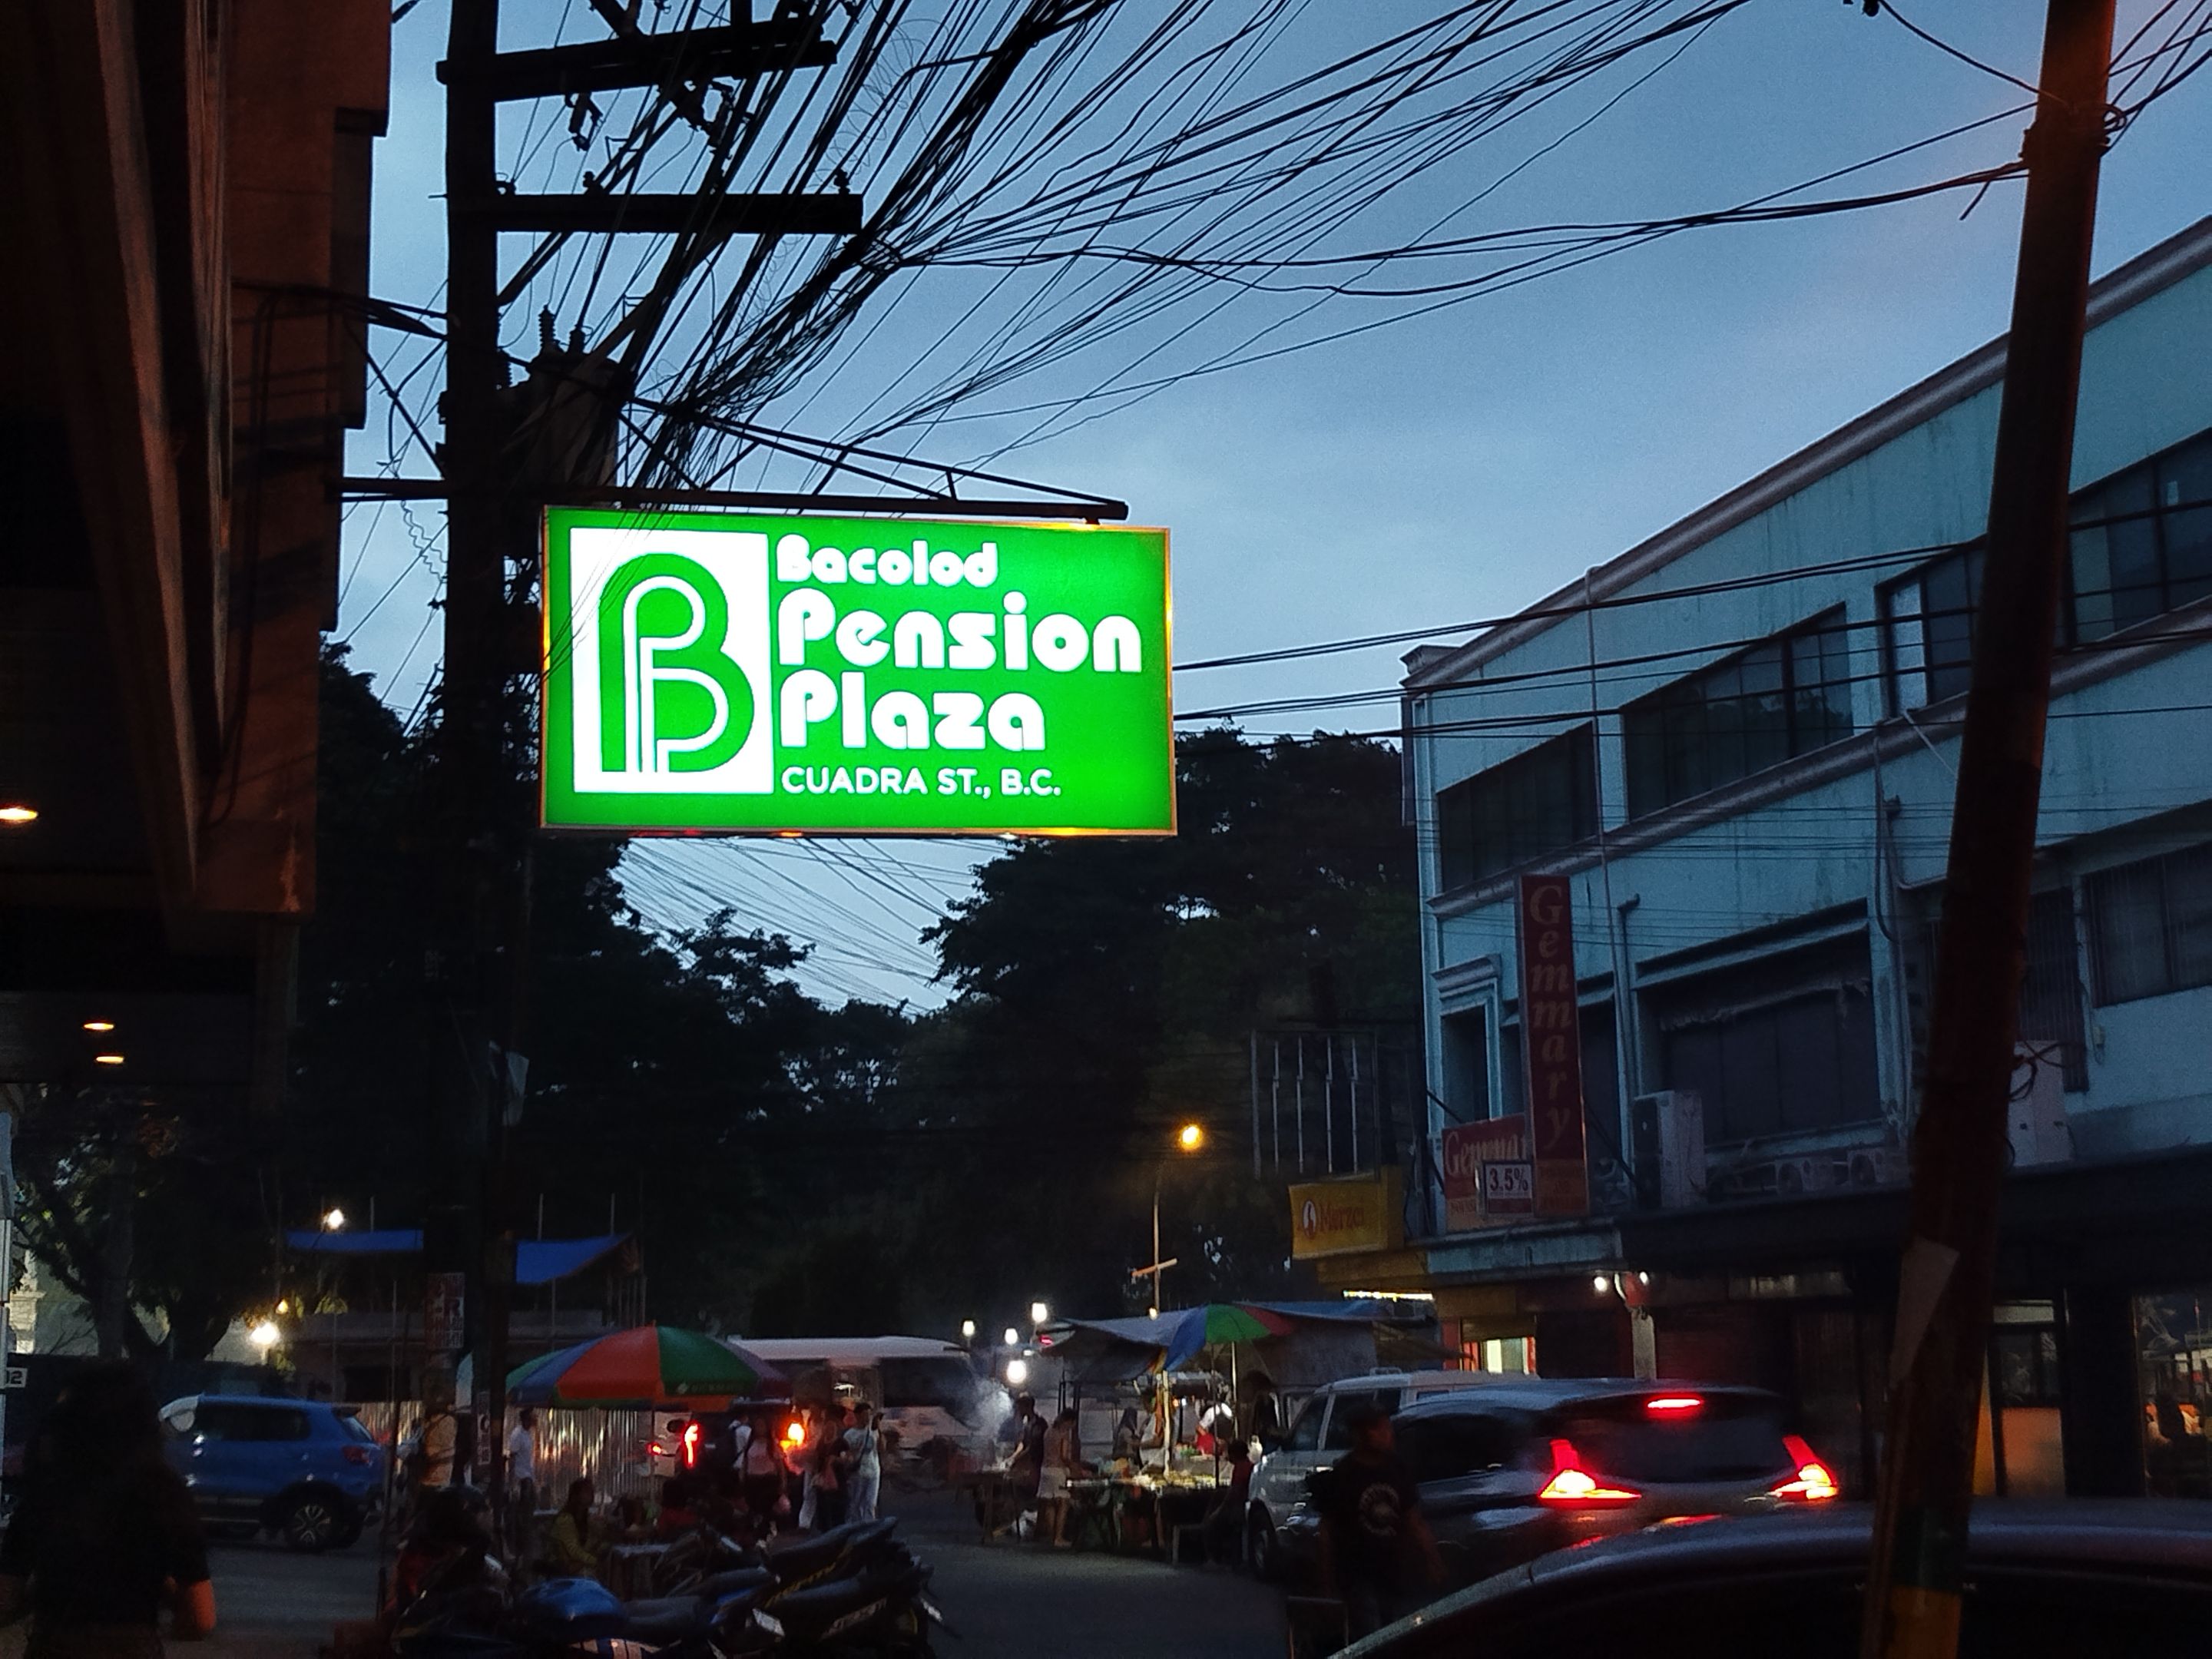 Bacolod
Pension
Plaza
CUADRA ST., B.C.
Gemmary
3.5%